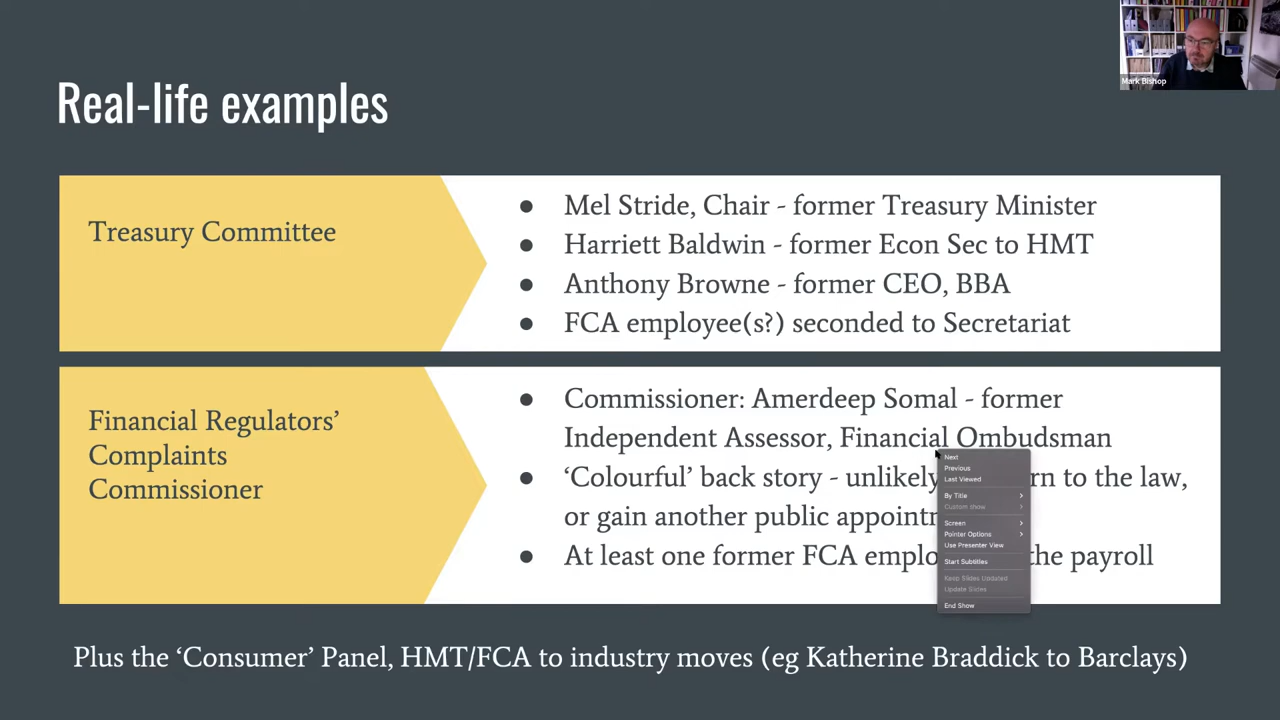 Mark Bishop
Real-life examples
Treasury Committee
● Mel Stride, Chair - former Treasury Minister
● Harriett Baldwin - former Econ Sec to HMT
● Anthony Browne - former CEO, BBA
● FCA employee(s?) seconded to Secretariat
Financial Regulators’
Complaints
Commissioner
● Commissioner: Amerdeep Somal - former
Independent Assessor, Financial Ombudsman
● ‘Colourful’ back story - unlikely rn to the law,
or gain another public appointm
● At least one former FCA emplo the payroll
Next
Previous
Last Viewed
By Title
Custom show
Screen
Pointer Options
Use Presenter View
Start Subtitles
Keep Slides Updated
Update Slides
End Show
Plus the ‘Consumer’ Panel, HMT/FCA to industry moves (eg Katherine Braddick to Barclays)